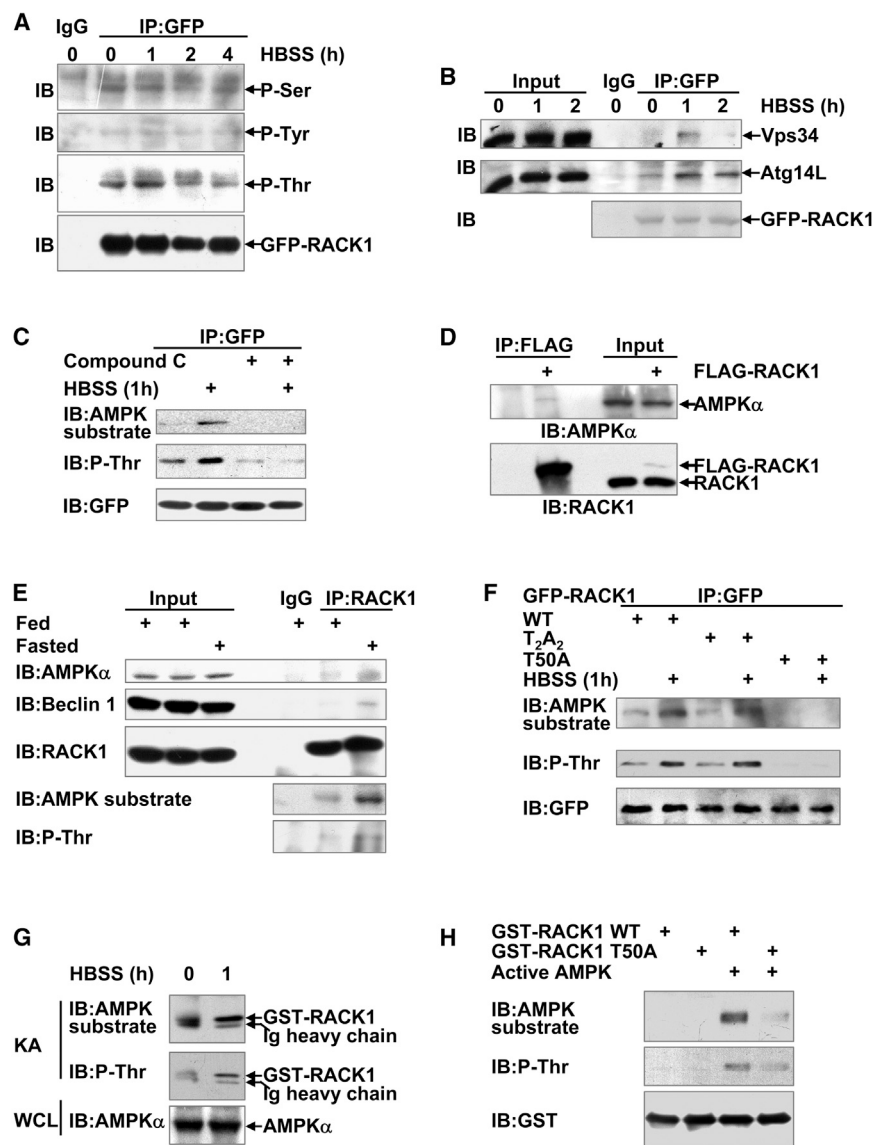 A
IgG IP:GFP
0 0 1 2 4 HBSS (h)
IB P-Ser
IB P-Tyr
IB P-Thr
IB GFP-RACK1
B
Input IgG IP:GFP
0 1 2 0 0 1 2 HBSS (h)
IB Vps34
IB Atg14L
IB GFP-RACK1
C
IP:GFP
Compound C + +
HBSS (1h) + +
IB:AMPK
substrate
IB:P-Thr
IB:GFP
D
IP:FLAG Input
+ + FLAG-RACK1
AMPKα
IB:AMPKα
FLAG-RACK1
RACK1
IB:RACK1
E
Input IgG IP:RACK1
Fed + + + +
Fasted + +
IB:AMPKα
IB:Beclin 1
IB:RACK1
IB:AMPK substrate
IB:P-Thr
F
GFP-RACK1 IP:GFP
WT + +
T₂A₂ + +
T50A + +
HBSS (1h) + + +
IB:AMPK
substrate
IB:P-Thr
IB:GFP
G
HBSS (h) 0 1
KA
IB:AMPK
substrate
GST-RACK1
Ig heavy chain
IB:P-Thr
GST-RACK1
Ig heavy chain
WCL IB:AMPKα AMPKα
H
GST-RACK1 WT + +
GST-RACK1 T50A + +
Active AMPK + +
IB:AMPK
substrate
IB:P-Thr
IB:GST